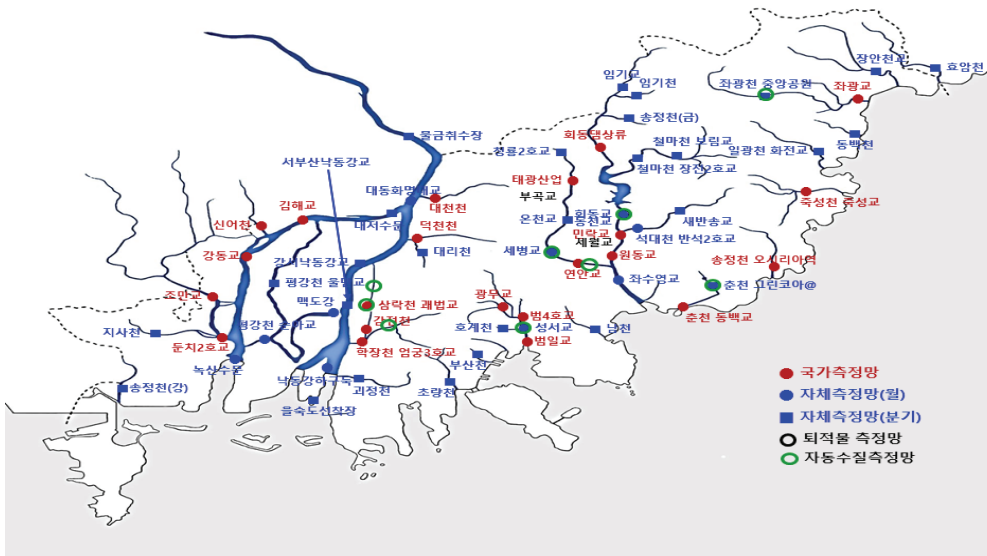 장안천교
효암천
임기교
임기천
좌광천 중앙공원
좌광교
송정천(금)
물금취수장
회동댐상류
철마천 보림교
일광천 화전교
동백천
청룡2호교
서부산낙동강교
철마천 장전2호교
태광산업
대동화명대교
부곡교
죽성천 죽성교
김해교
대천천
신어천
대저수문
덕천천
온천교
동천교
회동교
새반송교
민락교
제월교
석대천 반석2호교
강동교
대리천
세병교
원동교
송정천 오시리아역
강서낙동강교
연안교
좌수영교
평강천 울만교
춘천 그린코아@
조만교
맥도강
삼락천 괘법교
광무교
범4호교
춘천 동백교
지사천
평강천 순아교
감전천
호계천
성서교
남천
둔치2호교
학장천 엄궁3호교
범일교
녹산수문
부산천
낙동강하구둑
송정천(강)
괴정천
초량천
을숙도선착장
국가측정망
자체측정망(월)
자체측정망(분기)
퇴적물 측정망
자동수질측정망